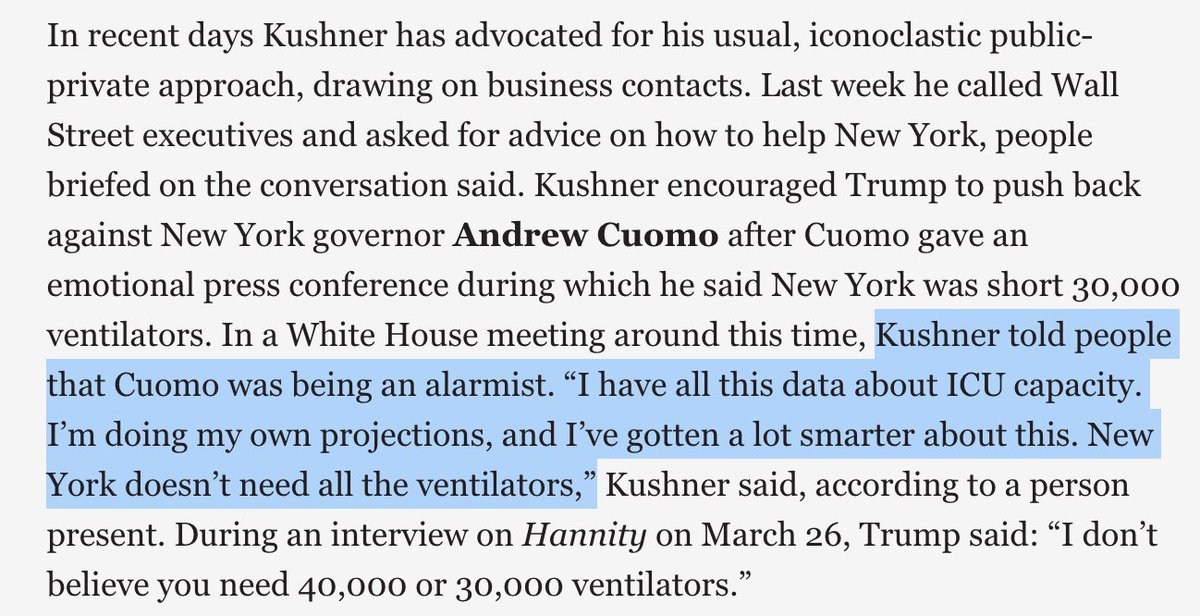 In recent days Kushner has advocated for his usual, iconoclastic public-
private approach, drawing on business contacts. Last week he called Wall
Street executives and asked for advice on how to help New York, people
briefed on the conversation said. Kushner encouraged Trump to push back
against New York governor Andrew Cuomo after Cuomo gave an
emotional press conference during which he said New York was short 30,000
ventilators. In a White House meeting around this time, Kushner told people
that Cuomo was being an alarmist. “I have all this data about ICU capacity.
I’m doing my own projections, and I’ve gotten a lot smarter about this. New
York doesn’t need all the ventilators,” Kushner said, according to a person
present. During an interview on Hannity on March 26, Trump said: “I don’t
believe you need 40,000 or 30,000 ventilators.”